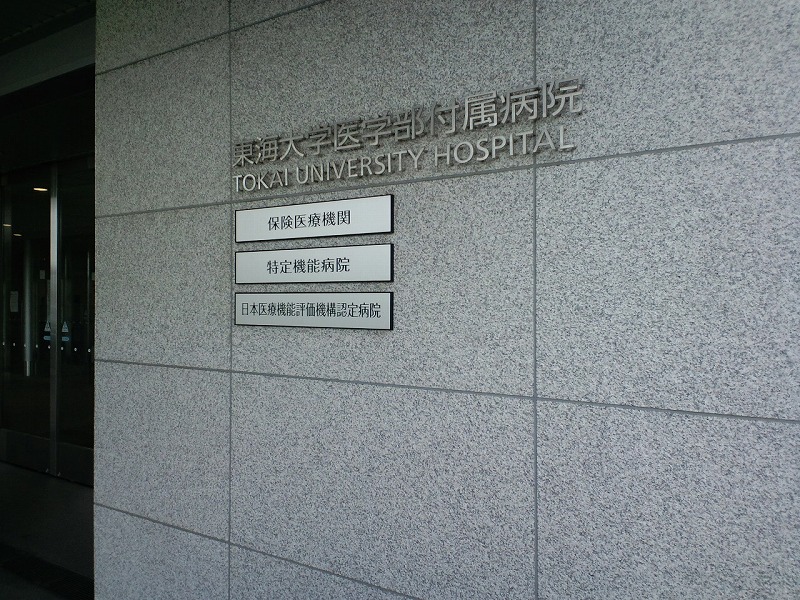 東海大学医学部付属病院
TOKAI UNIVERSITY HOSPITAL
保険医療機関
特定機能病院
日本医療機能評価機構認定病院